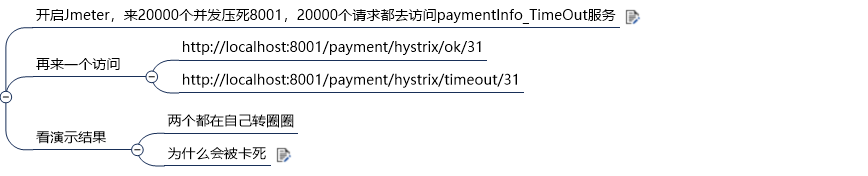 开启Jmeter，来20000个并发压死8001，20000个请求都去访问paymentInfo_TimeOut服务
再来一个访问
http://localhost:8001/payment/hystrix/ok/31
http://localhost:8001/payment/hystrix/timeout/31
看演示结果
两个都在自己转圈圈
为什么会被卡死